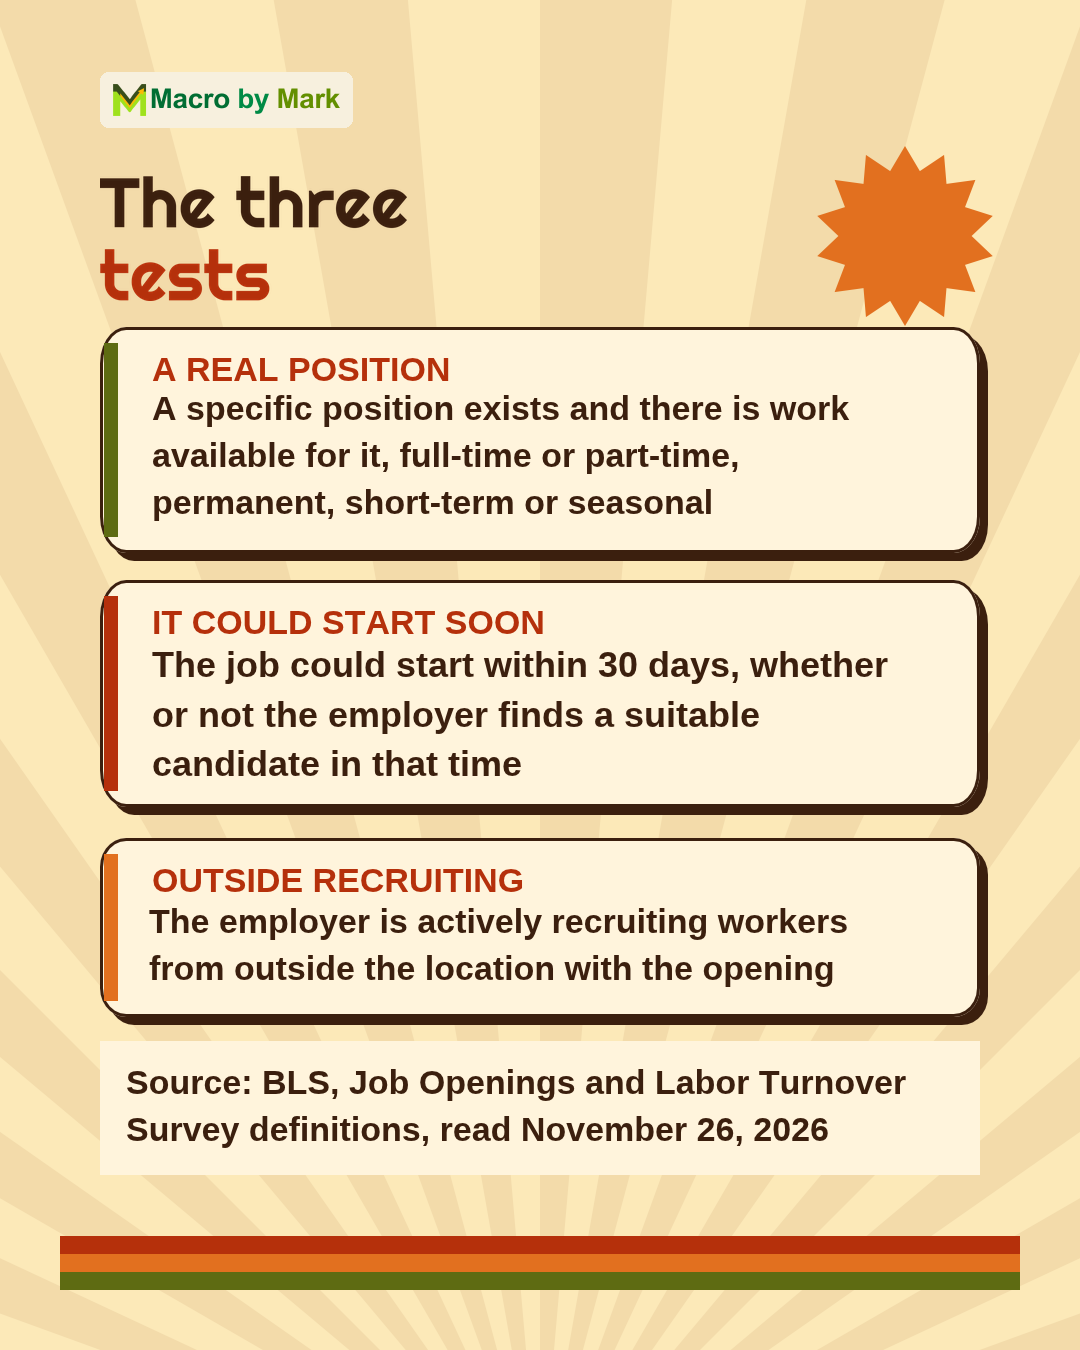 Macro by Mark
The three
tests
A REAL POSITION
A specific position exists and there is work
available for it, full-time or part-time,
permanent, short-term or seasonal
IT COULD START SOON
The job could start within 30 days, whether
or not the employer finds a suitable
candidate in that time
OUTSIDE RECRUITING
The employer is actively recruiting workers
from outside the location with the opening
Source: BLS, Job Openings and Labor Turnover
Survey definitions, read November 26, 2026